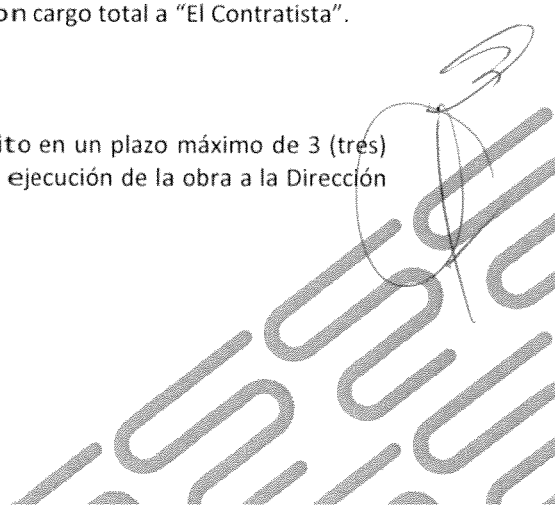 on cargo total a “El Contratista”.
ito en un plazo máximo de 3 (tres)
ejecución de la obra a la Dirección